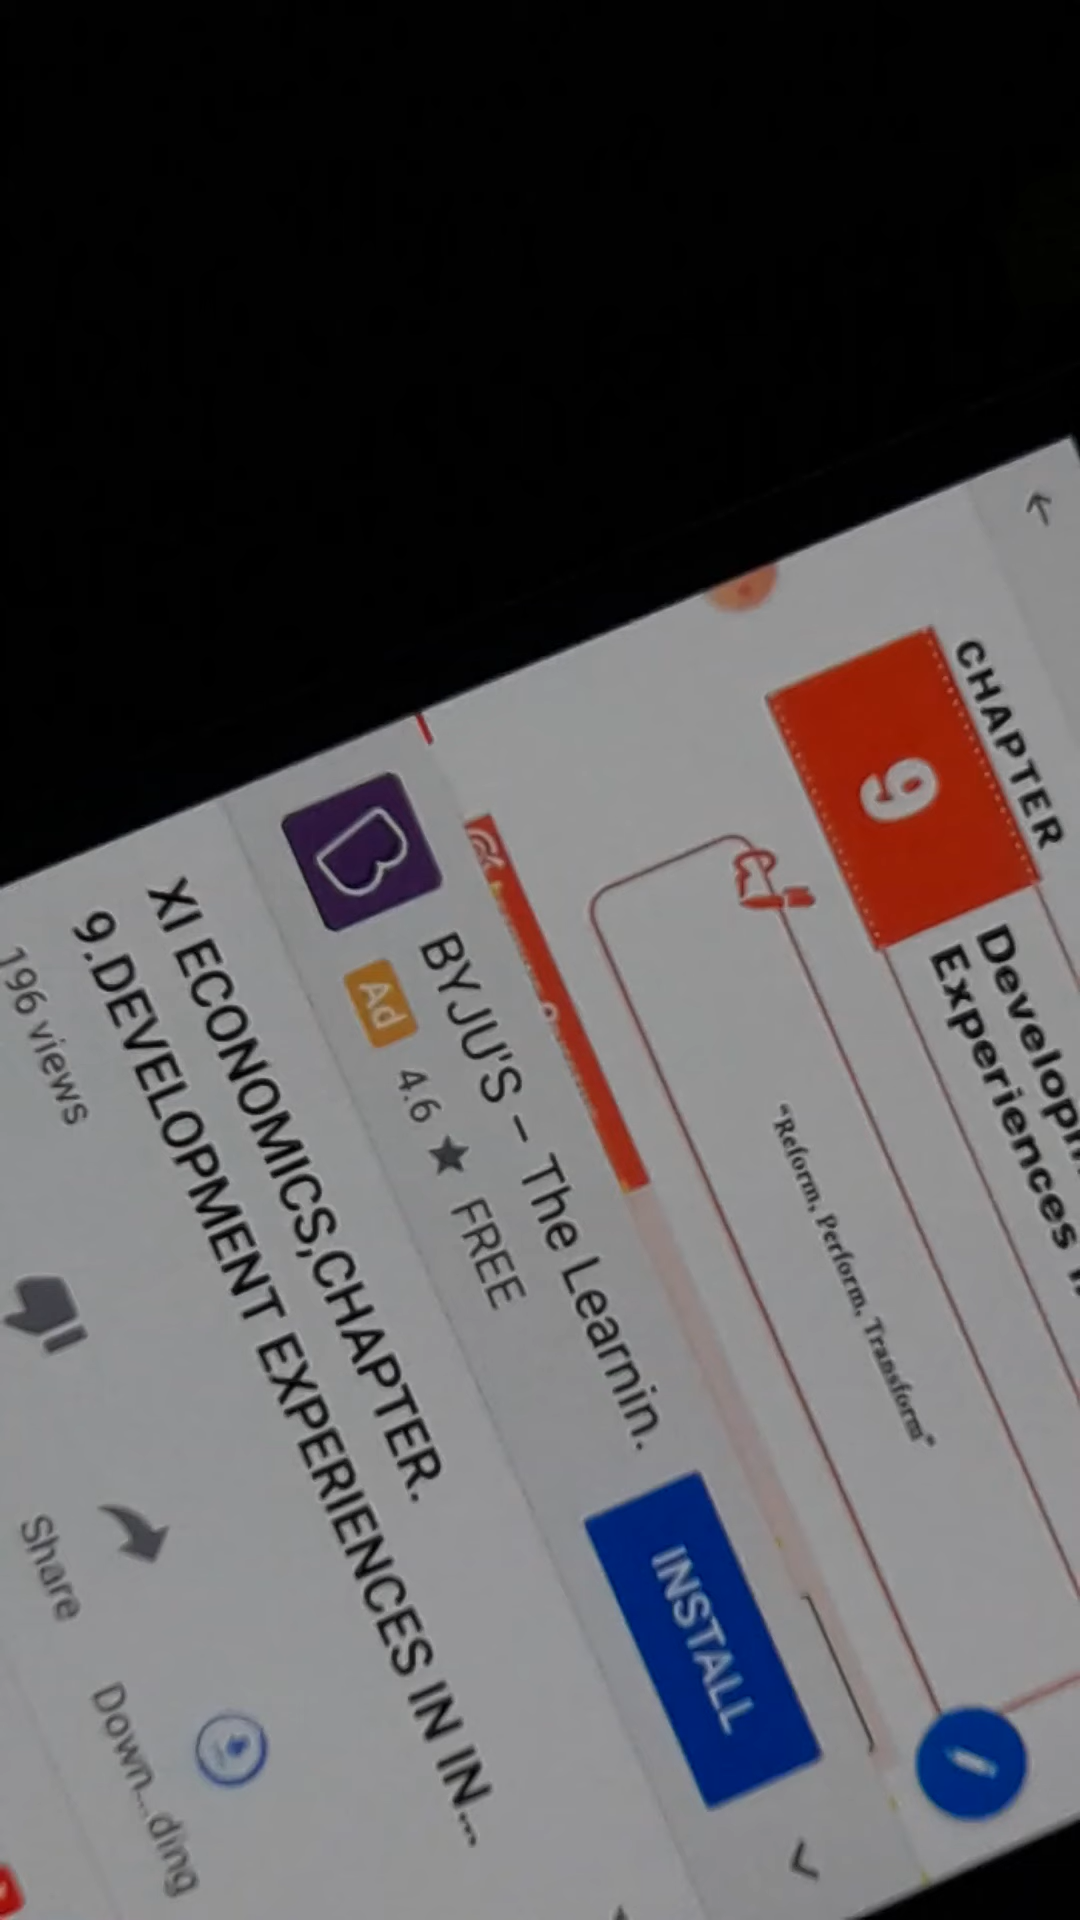 CHAPTER
9
Experiences
"Reform, Perform, Transform"
BYJU'S – The Learnin.
Ad 4.6 ★ FREE
INSTALL
XI ECONOMICS,CHAPTER.
9.DEVELOPMENT EXPERIENCES IN IN...
196 views
Share
Down...ding